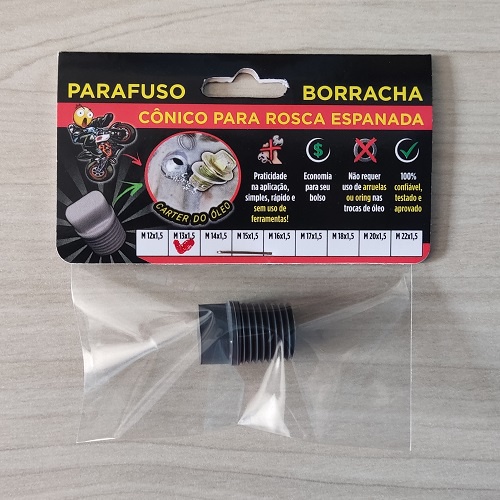 PARAFUSO BORRACHA
CÔNICO PARA ROSCA ESPANADA
CARTER DO ÓLEO
Praticidade
na aplicação,
simples, rápido e
sem uso de
ferramentas!
Economia
para seu
bolso
Não requer
uso de arruelas
ou oring nas
trocas de óleo
100%
confiável,
testado e
aprovado
M 12x1,5 M 13x1,5 M 14x1,5 M 15x1,5 M 16x1,5 M 17x1,5 M 18x1,5 M 20x1,5 M 22x1,5